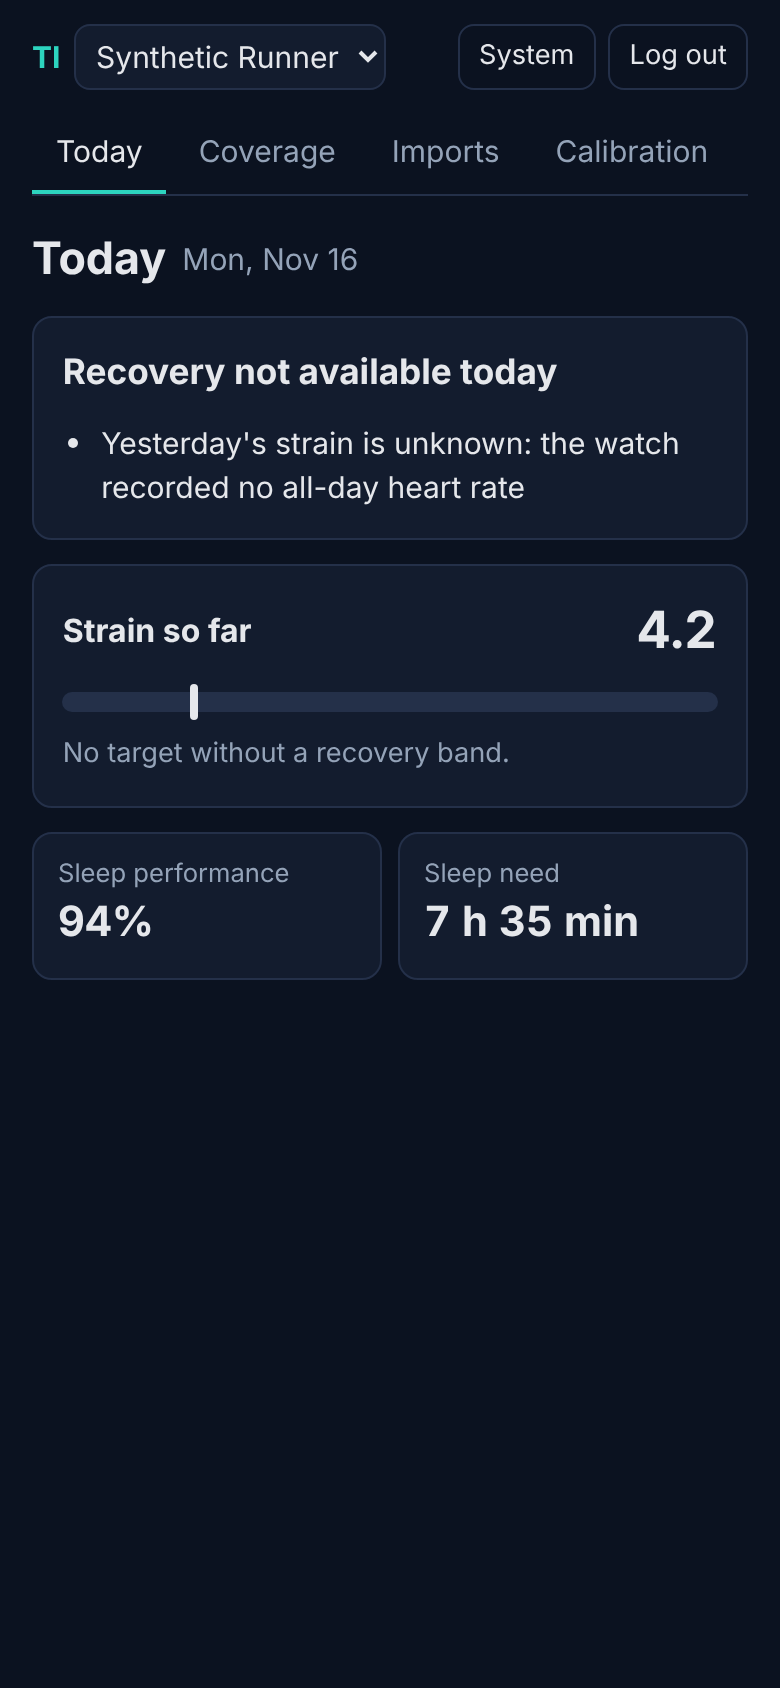 TI Synthetic Runner System Log out
Today Coverage Imports Calibration
Today Mon, Nov 16
Recovery not available today
• Yesterday's strain is unknown: the watch
recorded no all-day heart rate
Strain so far 4.2
No target without a recovery band.
Sleep performance
94%
Sleep need
7 h 35 min